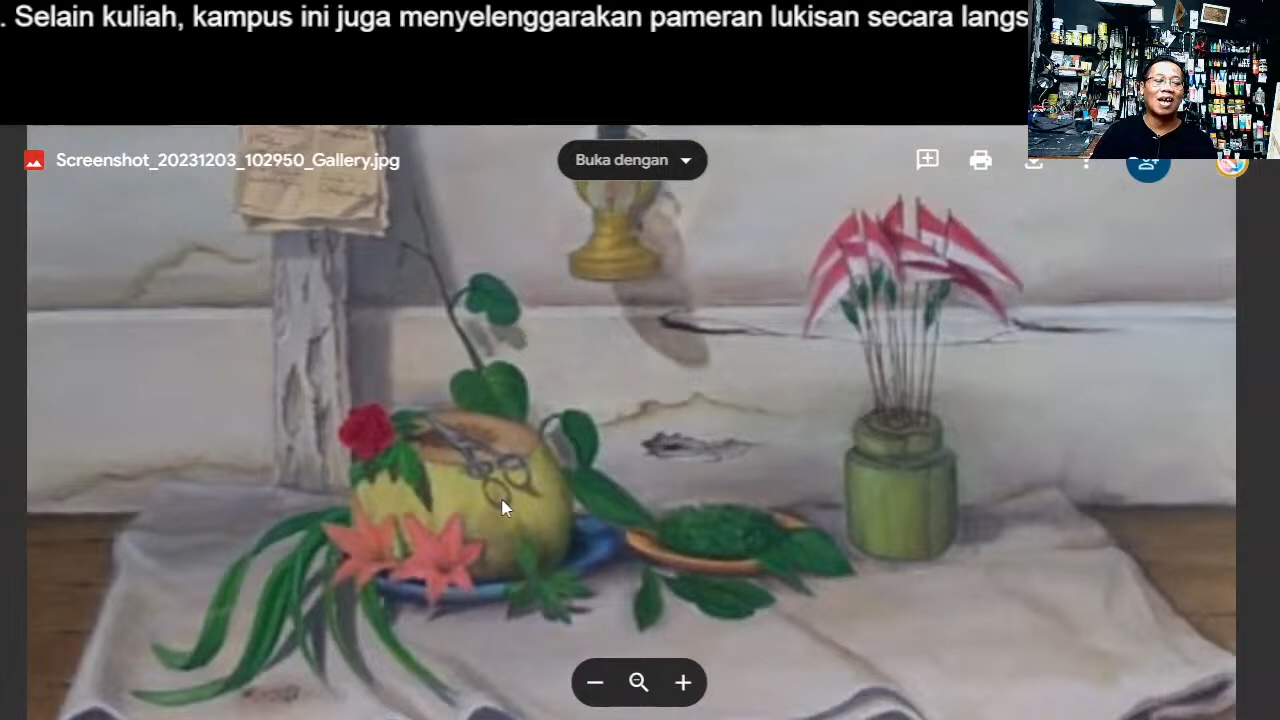 . Selain kuliah, kampus ini juga menyelenggarakan pameran lukisan secara langs
Screenshot_20231203_102950_Gallery.jpg
Buka dengan